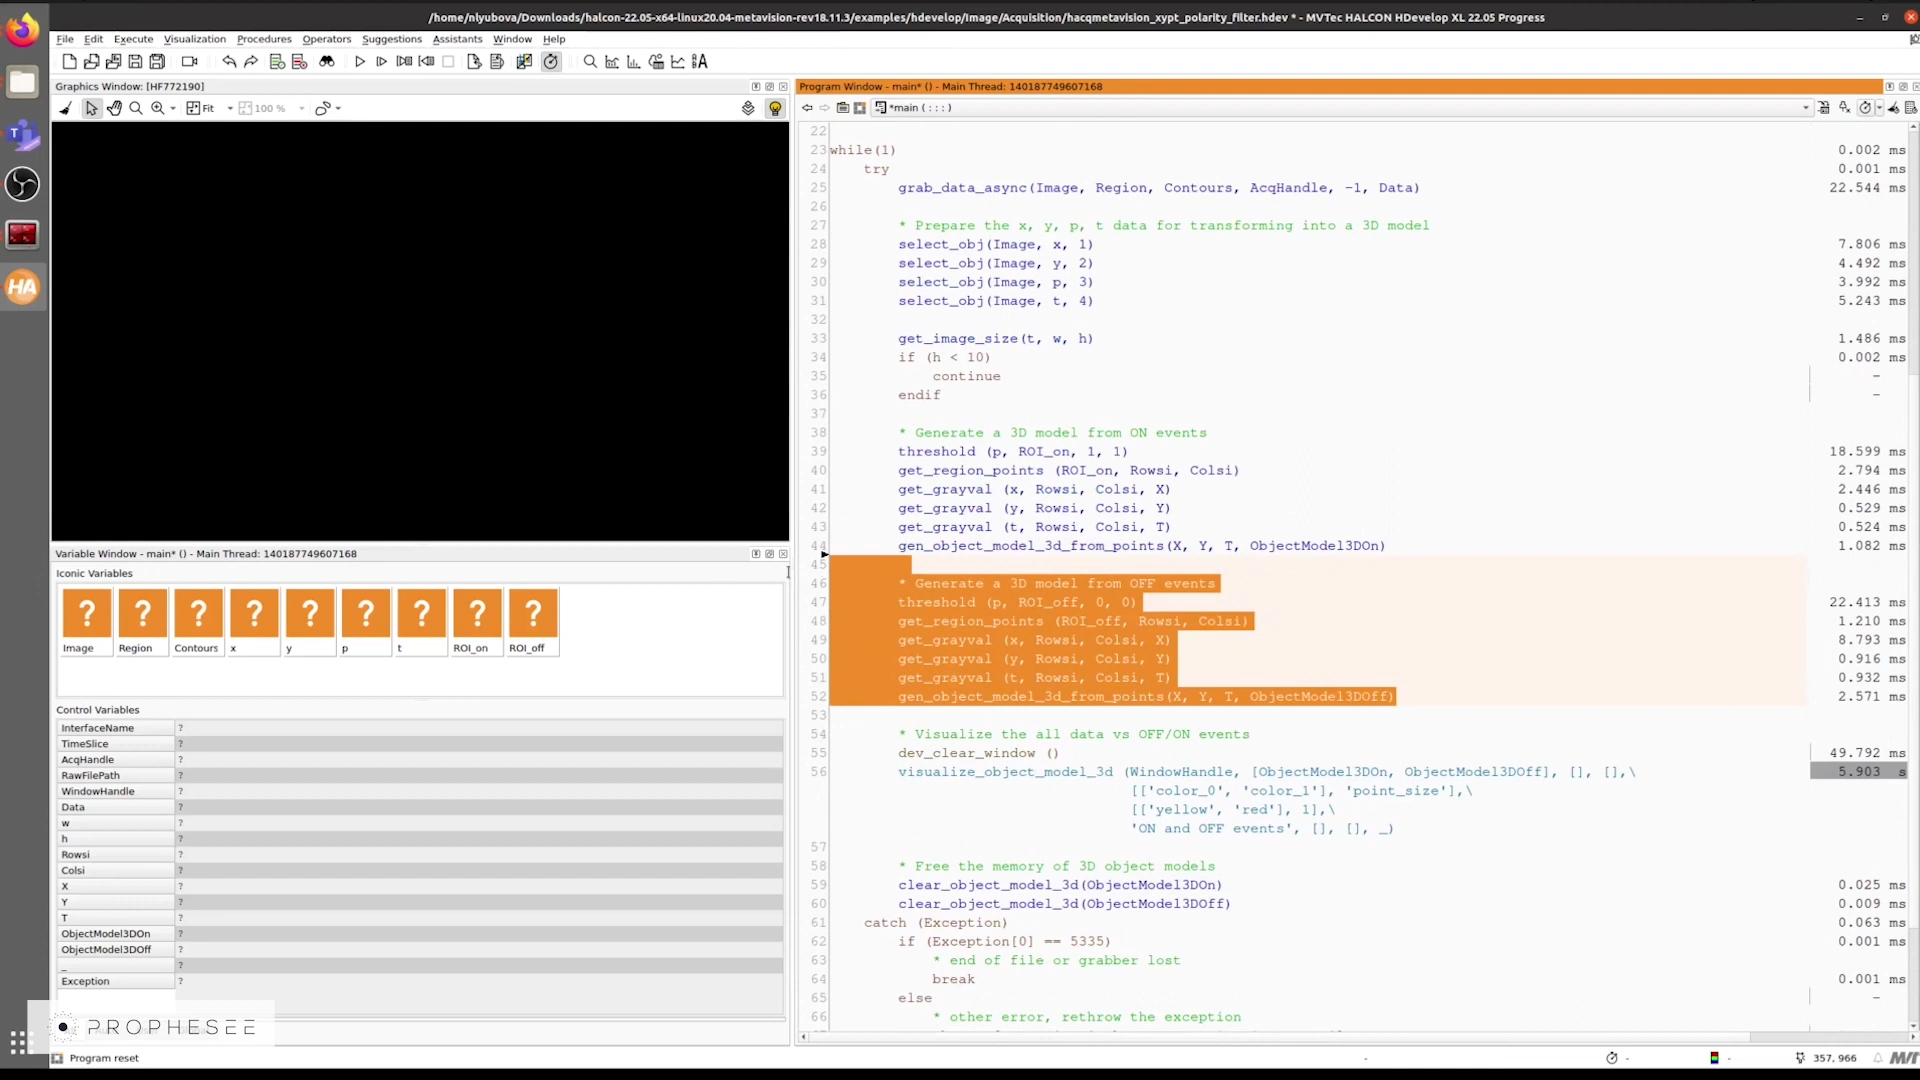 /home/nlyubova/Downloads/halcon-22.05-x64-linux20.04-metavision-rev18.11.3/examples/hdevelop/Image/Acquisition/hacqmetavision_xypt_polarity_filter.hdev * - MVTec HALCON HDevelop XL 22.05 Progress
File Edit Execute Visualization Procedures Operators Suggestions Assistants Window Help
Graphics Window: [HF772190]
Fit 100 %
Program Window - main* () - Main Thread: 140187749607168
*main ( : : : )
22
23 while(1) 0.002 ms
24 try 0.001 ms
25 grab_data_async(Image, Region, Contours, AcqHandle, -1, Data) 22.544 ms
26
27 * Prepare the x, y, p, t data for transforming into a 3D model
28 select_obj(Image, x, 1) 7.806 ms
29 select_obj(Image, y, 2) 4.492 ms
30 select_obj(Image, p, 3) 3.992 ms
31 select_obj(Image, t, 4) 5.243 ms
32
33 get_image_size(t, w, h) 1.486 ms
34 if (h < 10) 0.002 ms
35 continue -
36 endif -
37
38 * Generate a 3D model from ON events
39 threshold (p, ROI_on, 1, 1) 18.599 ms
40 get_region_points (ROI_on, Rowsi, Colsi) 2.794 ms
41 get_grayval (x, Rowsi, Colsi, X) 2.446 ms
42 get_grayval (y, Rowsi, Colsi, Y) 0.529 ms
43 get_grayval (t, Rowsi, Colsi, T) 0.524 ms
44 gen_object_model_3d_from_points(X, Y, T, ObjectModel3DOn) 1.082 ms
45
46 * Generate a 3D model from OFF events
47 threshold (p, ROI_off, 0, 0) 22.413 ms
48 get_region_points (ROI_off, Rowsi, Colsi) 1.210 ms
49 get_grayval (x, Rowsi, Colsi, X) 8.793 ms
50 get_grayval (y, Rowsi, Colsi, Y) 0.916 ms
51 get_grayval (t, Rowsi, Colsi, T) 0.932 ms
52 gen_object_model_3d_from_points(X, Y, T, ObjectModel3DOff) 2.571 ms
53
54 * Visualize the all data vs OFF/ON events
55 dev_clear_window () 49.792 ms
56 visualize_object_model_3d (WindowHandle, [ObjectModel3DOn, ObjectModel3DOff], [], [],\ 5.903 s
[['color_0', 'color_1'], 'point_size'],\
[['yellow', 'red'], 1],\
'ON and OFF events', [], [], _)
57
58 * Free the memory of 3D object models
59 clear_object_model_3d(ObjectModel3DOn) 0.025 ms
60 clear_object_model_3d(ObjectModel3DOff) 0.009 ms
61 catch (Exception) 0.063 ms
62 if (Exception[0] == 5335) 0.001 ms
63 * end of file or grabber lost
64 break 0.001 ms
65 else -
66 * other error, rethrow the exception
Variable Window - main* () - Main Thread: 140187749607168
Iconic Variables
? ? ? ? ? ? ? ? ?
Image Region Contours x y p t ROI_on ROI_off
Control Variables
InterfaceName ?
TimeSlice ?
AcqHandle ?
RawFilePath ?
WindowHandle ?
Data ?
w ?
h ?
Rowsi ?
Colsi ?
X ?
Y ?
T ?
ObjectModel3DOn ?
ObjectModel3DOff ?
_ ?
Exception ?
PROPHESEE
HA
Program reset
- - - 357, 966